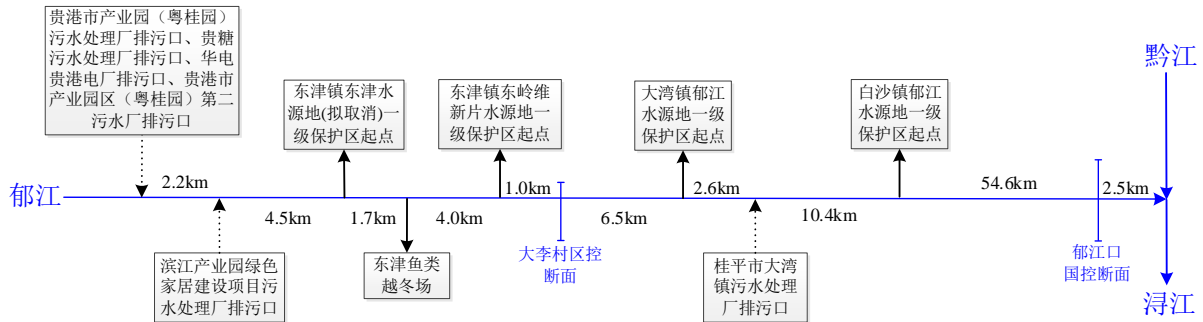 贵港市产业园（粤桂园）
污水处理厂排污口、贵糖
污水处理厂排污口、华电
贵港电厂排污口、贵港市
产业园区（粤桂园）第二
污水厂排污口
东津镇东津水
源地(拟取消)一
级保护区起点
东津镇东岭维
新片水源地一
级保护区起点
大湾镇郁江
水源地一级
保护区起点
白沙镇郁江
水源地一级
保护区起点
黔江
郁江
2.2km
1.0km
2.6km
54.6km
2.5km
4.5km
1.7km
4.0km
6.5km
10.4km
滨江产业园绿色
家居建设项目污
水处理厂排污口
东津鱼类
越冬场
大李村区控
断面
桂平市大湾
镇污水处理
厂排污口
郁江口
国控断面
浔江